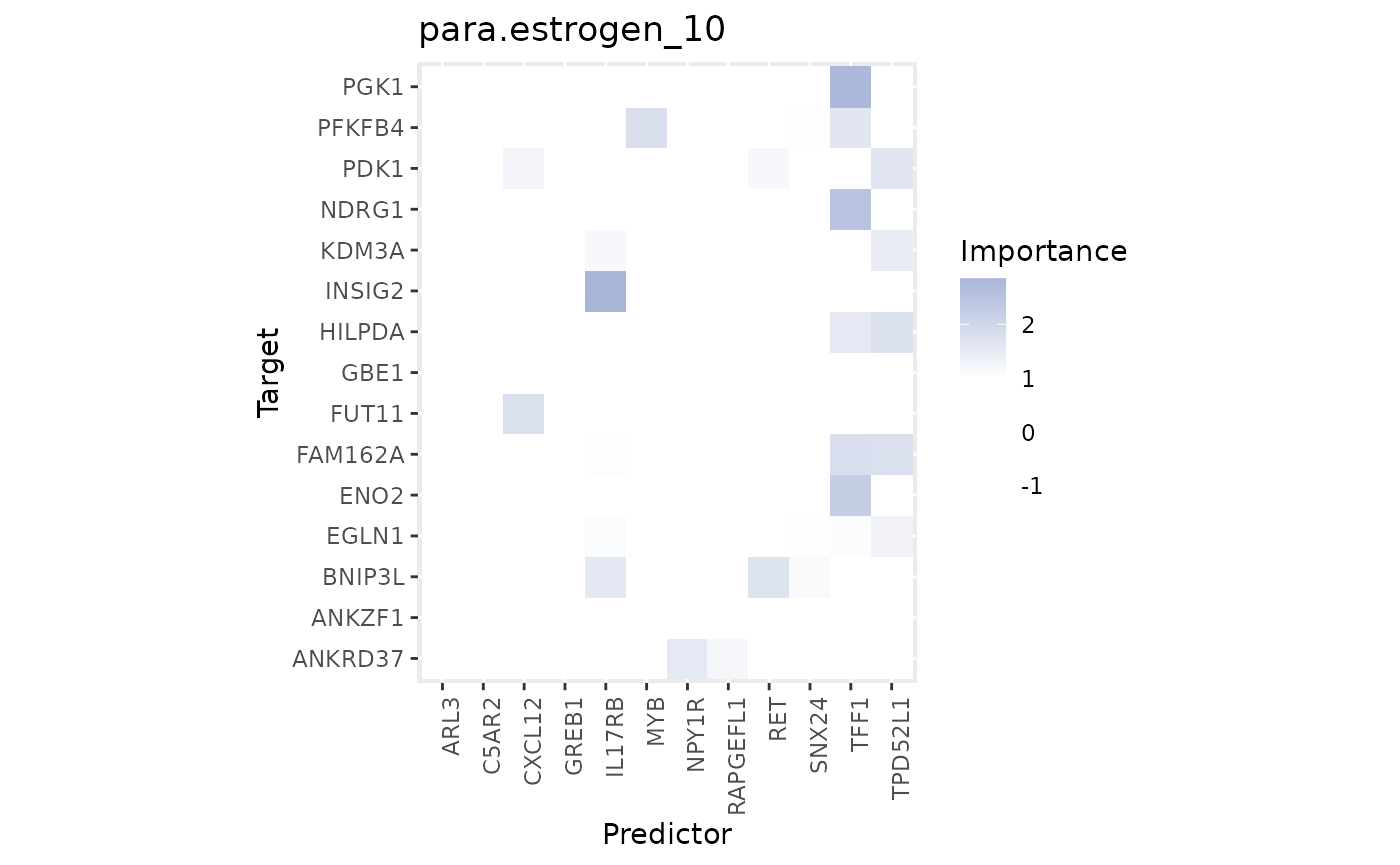 para.estrogen_10
PGK1
PFKFB4
PDK1
NDRG1
KDM3A
INSIG2
HILPDA
GBE1
FUT11
FAM162A
ENO2
EGLN1
BNIP3L
ANKZF1
ANKRD37
Target
ARL3
C5AR2
CXCL12
GREB1
IL17RB
MYB
NPY1R
RAPGEFL1
RET
SNX24
TFF1
TPD52L1
Predictor
Importance
2
1
0
-1